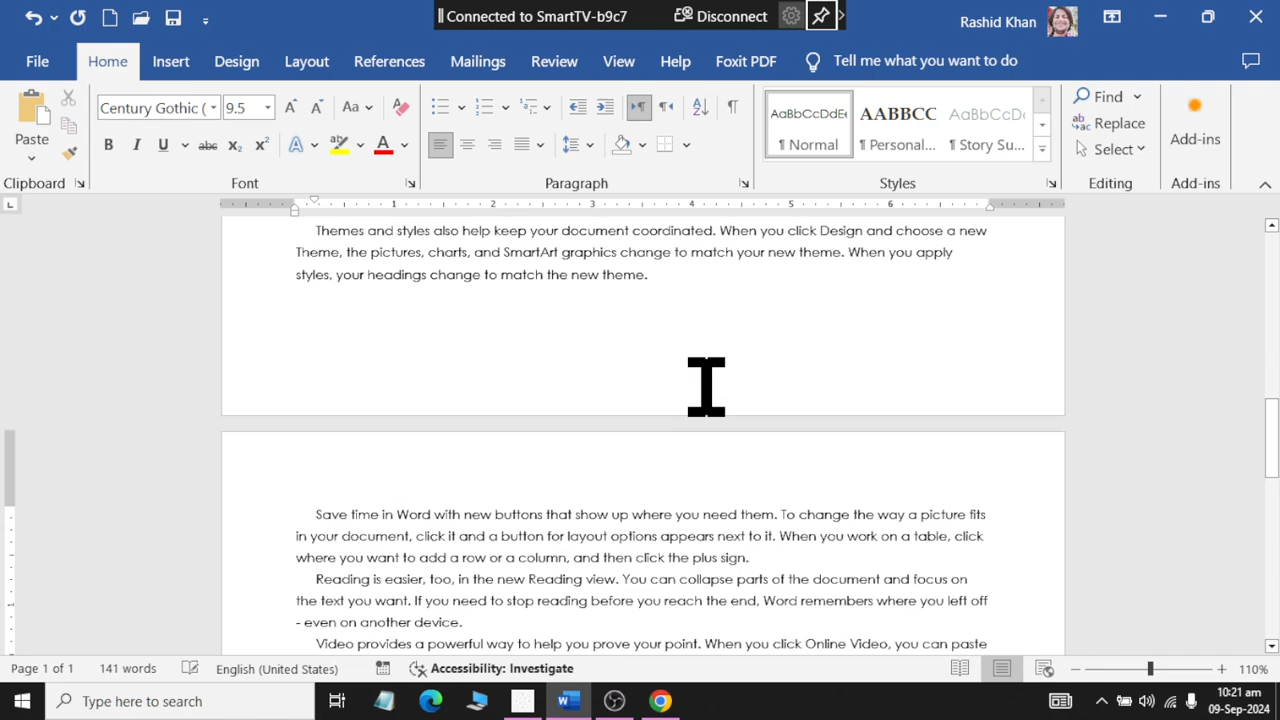 Connected to SmartTV-b9c7 Disconnect
Rashid Khan
File Home Insert Design Layout References Mailings Review View Help Foxit PDF Tell me what you want to do
Paste
Century Gothic ( 9.5
Aa
B I U abc x₂ x² A A
AaBbCcDdEe AABBCC AaBbCcDd
¶ Normal ¶ Personal... ¶ Story Su...
Find
Replace
Select
Add-ins
Clipboard Font Paragraph Styles Editing Add-ins
1 2 3 4 5 6
Themes and styles also help keep your document coordinated. When you click Design and choose a new
Theme, the pictures, charts, and SmartArt graphics change to match your new theme. When you apply
styles, your headings change to match the new theme.
Save time in Word with new buttons that show up where you need them. To change the way a picture fits
in your document, click it and a button for layout options appears next to it. When you work on a table, click
where you want to add a row or a column, and then click the plus sign.
Reading is easier, too, in the new Reading view. You can collapse parts of the document and focus on
the text you want. If you need to stop reading before you reach the end, Word remembers where you left off
- even on another device.
Video provides a powerful way to help you prove your point. When you click Online Video, you can paste
Page 1 of 1 141 words English (United States) Accessibility: Investigate 110%
Type here to search
10:21 am
09-Sep-2024